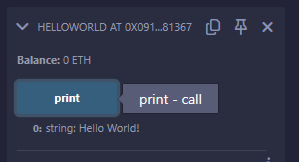 HELLOWORLD AT 0X091...81367
Balance: 0 ETH
print
print - call
0: string: Hello World!